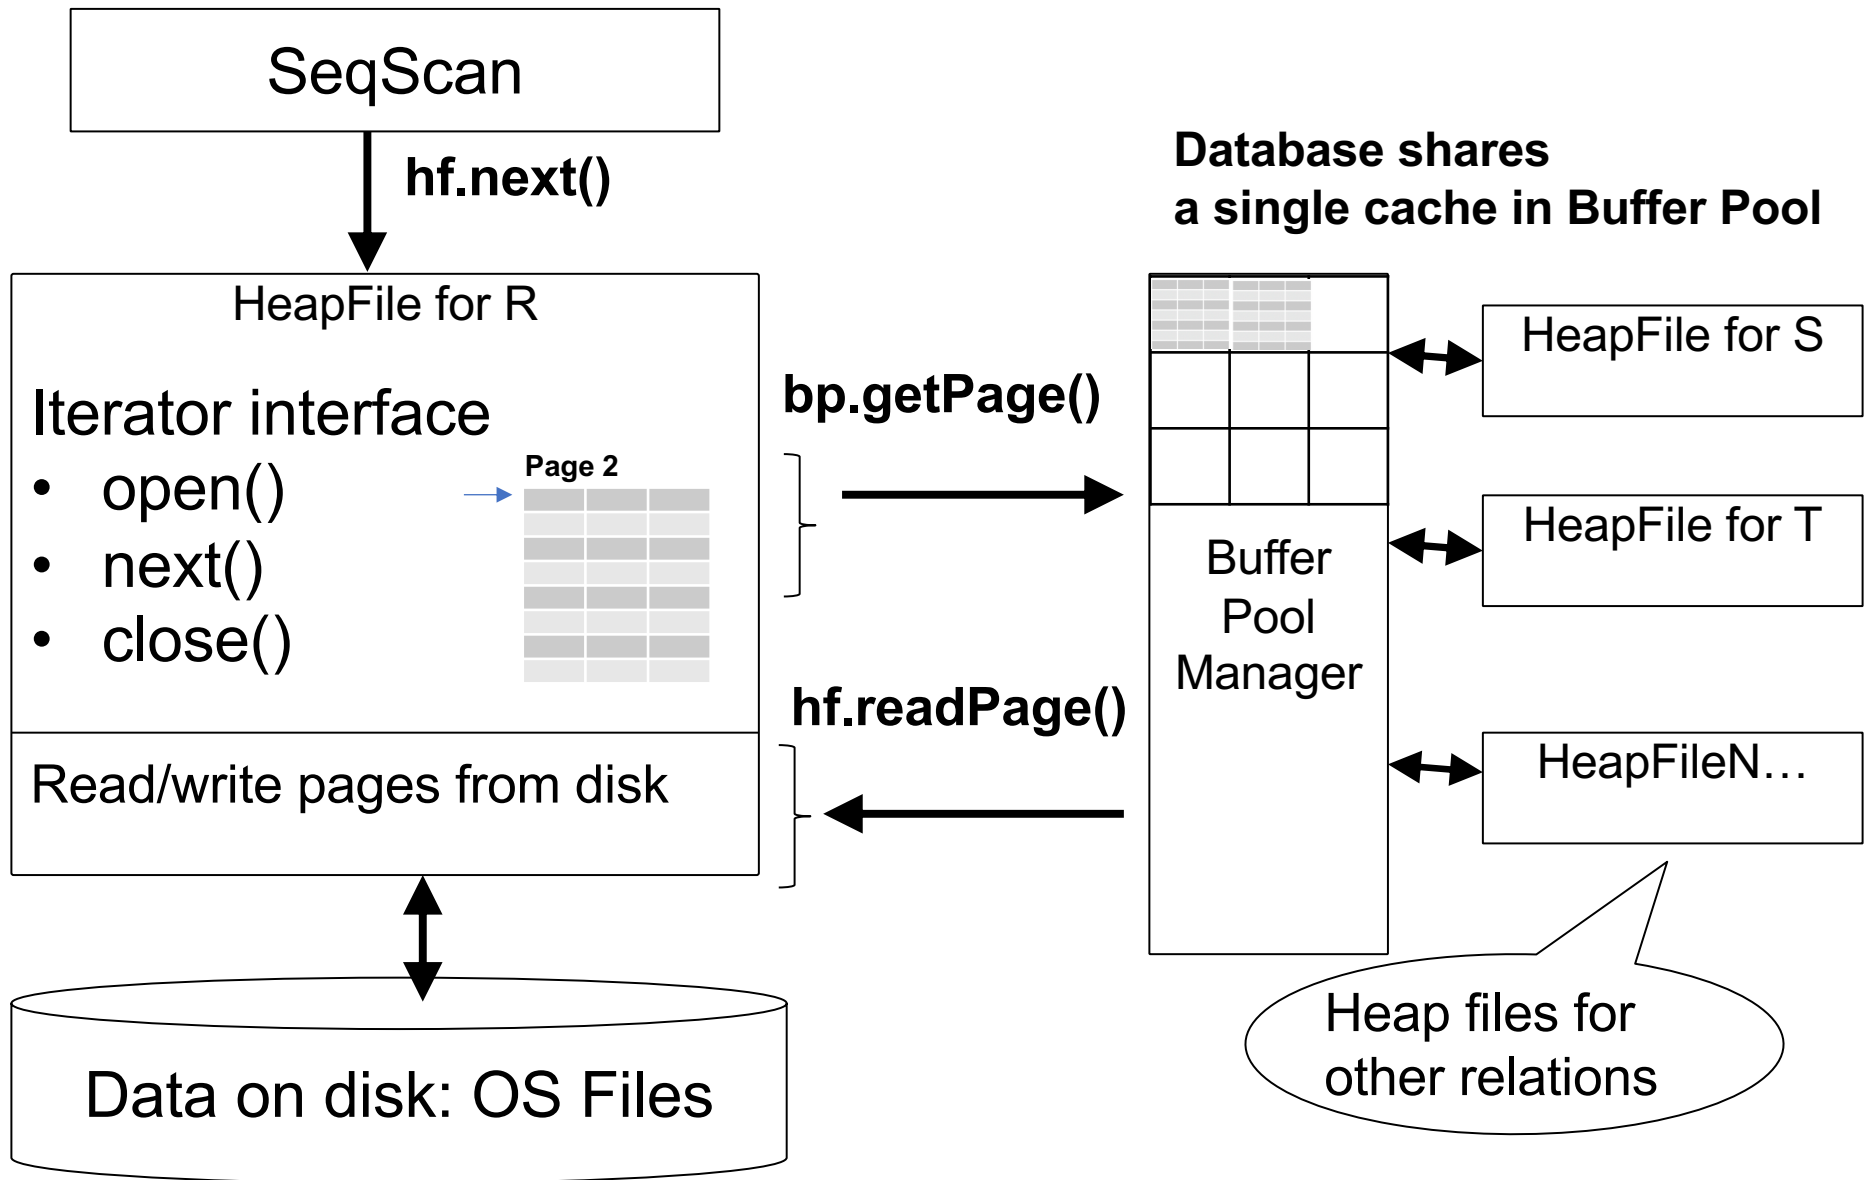 SeqScan
hf.next()
Database shares
a single cache in Buffer Pool
HeapFile for R
Iterator interface
• open()
• next()
• close()
Page 2
Read/write pages from disk
bp.getPage()
hf.readPage()
Buffer
Pool
Manager
HeapFile for S
HeapFile for T
HeapFileN…
Heap files for
other relations
Data on disk: OS Files